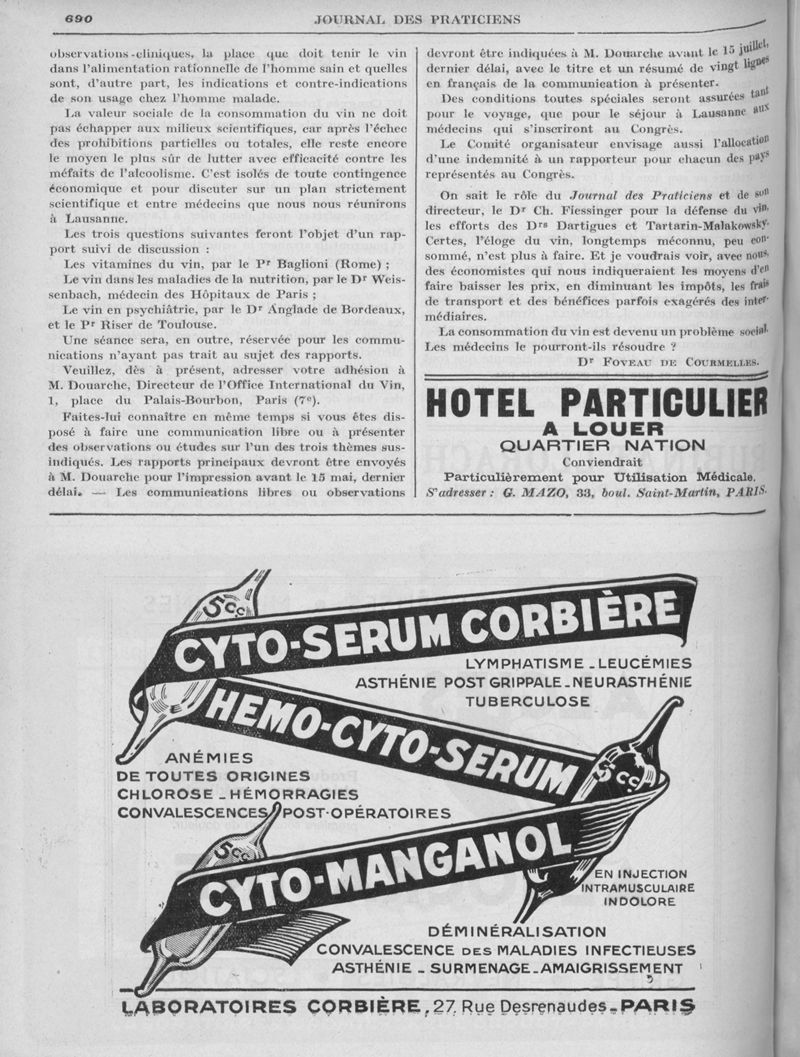 690
JOURNAL DES PRATICIENS
observations-cliniques, la place que doit tenir le vin
dans l'alimentation rationnelle de l'homme sain et quelles
sont, d'autre part, les indications et contre-indications
de son usage chez l'homme malade.
La valeur sociale de la consommation du vin ne doit
pas échapper aux milieux scientifiques, car après l'échec
des prohibitions partielles ou totales, elle reste encore
le moyen le plus sûr de lutter avec efficacité contre les
méfaits de l'alcoolisme. C'est isolés de toute contingence
économique et pour discuter sur un plan strictement
scientifique et entre médecins que nous nous réunirons
à Lausanne.
Les trois questions suivantes feront l'objet d'un rap-
port suivi de discussion :
Les vitamines du vin, par le Pr Baglioni (Rome) ;
Le vin dans les maladies de la nutrition, par le Dr Weis-
senbach, médecin des Hôpitaux de Paris ;
Le vin en psychiâtrie, par le Dr Anglade de Bordeaux,
et le Pr Riser de Toulouse.
Une séance sera, en outre, réservée pour les commu-
nications n'ayant pas trait au sujet des rapports.
Veuillez, dès à présent, adresser votre adhésion à
M. Douarche, Directeur de l'Office International du Vin,
1, place du Palais-Bourbon, Paris (7e).
Faites-lui connaître en même temps si vous êtes dis-
posé à faire une communication libre ou à présenter
des observations ou études sur l'un des trois thèmes sus-
indiqués. Les rapports principaux devront être envoyés
à M. Douarche pour l'impression avant le 15 mai, dernier
délai. — Les communications libres ou observations
devront être indiquées à M. Douarche avant le 15 juillet,
dernier délai, avec le titre et un résumé de vingt lignes
en français de la communication à présenter.
Des conditions toutes spéciales seront assurées tant
pour le voyage, que pour le séjour à Lausanne aux
médecins qui s'inscriront au Congrès.
Le Comité organisateur envisage aussi l'allocation
d'une indemnité à un rapporteur pour chacun des pays
représentés au Congrès.
On sait le rôle du Journal des Praticiens et de son
directeur, le Dr Ch. Fiessinger pour la défense du vin,
les efforts des Drs Dartigues et Tartarin-Malakowsky.
Certes, l'éloge du vin, longtemps méconnu, peu con-
sommé, n'est plus à faire. Et je voudrais voir, avec nous,
des économistes qui nous indiqueraient les moyens d'en
faire baisser les prix, en diminuant les impôts, les frais
de transport et des bénéfices parfois exagérés des inter-
médiaires.
La consommation du vin est devenu un problème social.
Les médecins le pourront-ils résoudre ?
Dr FOVEAU DE COURMELLES.
HOTEL PARTICULIER
A LOUER
QUARTIER NATION
Conviendrait
Particulièrement pour Utilisation Médicale.
S'adresser : G. MAZO, 33, boul. Saint-Martin, PARIS.
5cc
CYTO-SERUM CORBIÈRE
LYMPHATISME - LEUCÉMIES
ASTHÉNIE POST GRIPPALE - NEURASTHÉNIE
TUBERCULOSE
HEMO-CYTO-SERUM
5cc
ANÉMIES
DE TOUTES ORIGINES
CHLOROSE - HÉMORRAGIES
CONVALESCENCES POST-OPÉRATOIRES
5cc
CYTO-MANGANOL
EN INJECTION
INTRAMUSCULAIRE
INDOLORE
DÉMINÉRALISATION
CONVALESCENCE DES MALADIES INFECTIEUSES
ASTHÉNIE - SURMENAGE - AMAIGRISSEMENT
LABORATOIRES CORBIÈRE, 27, Rue Desrenaudes - PARIS